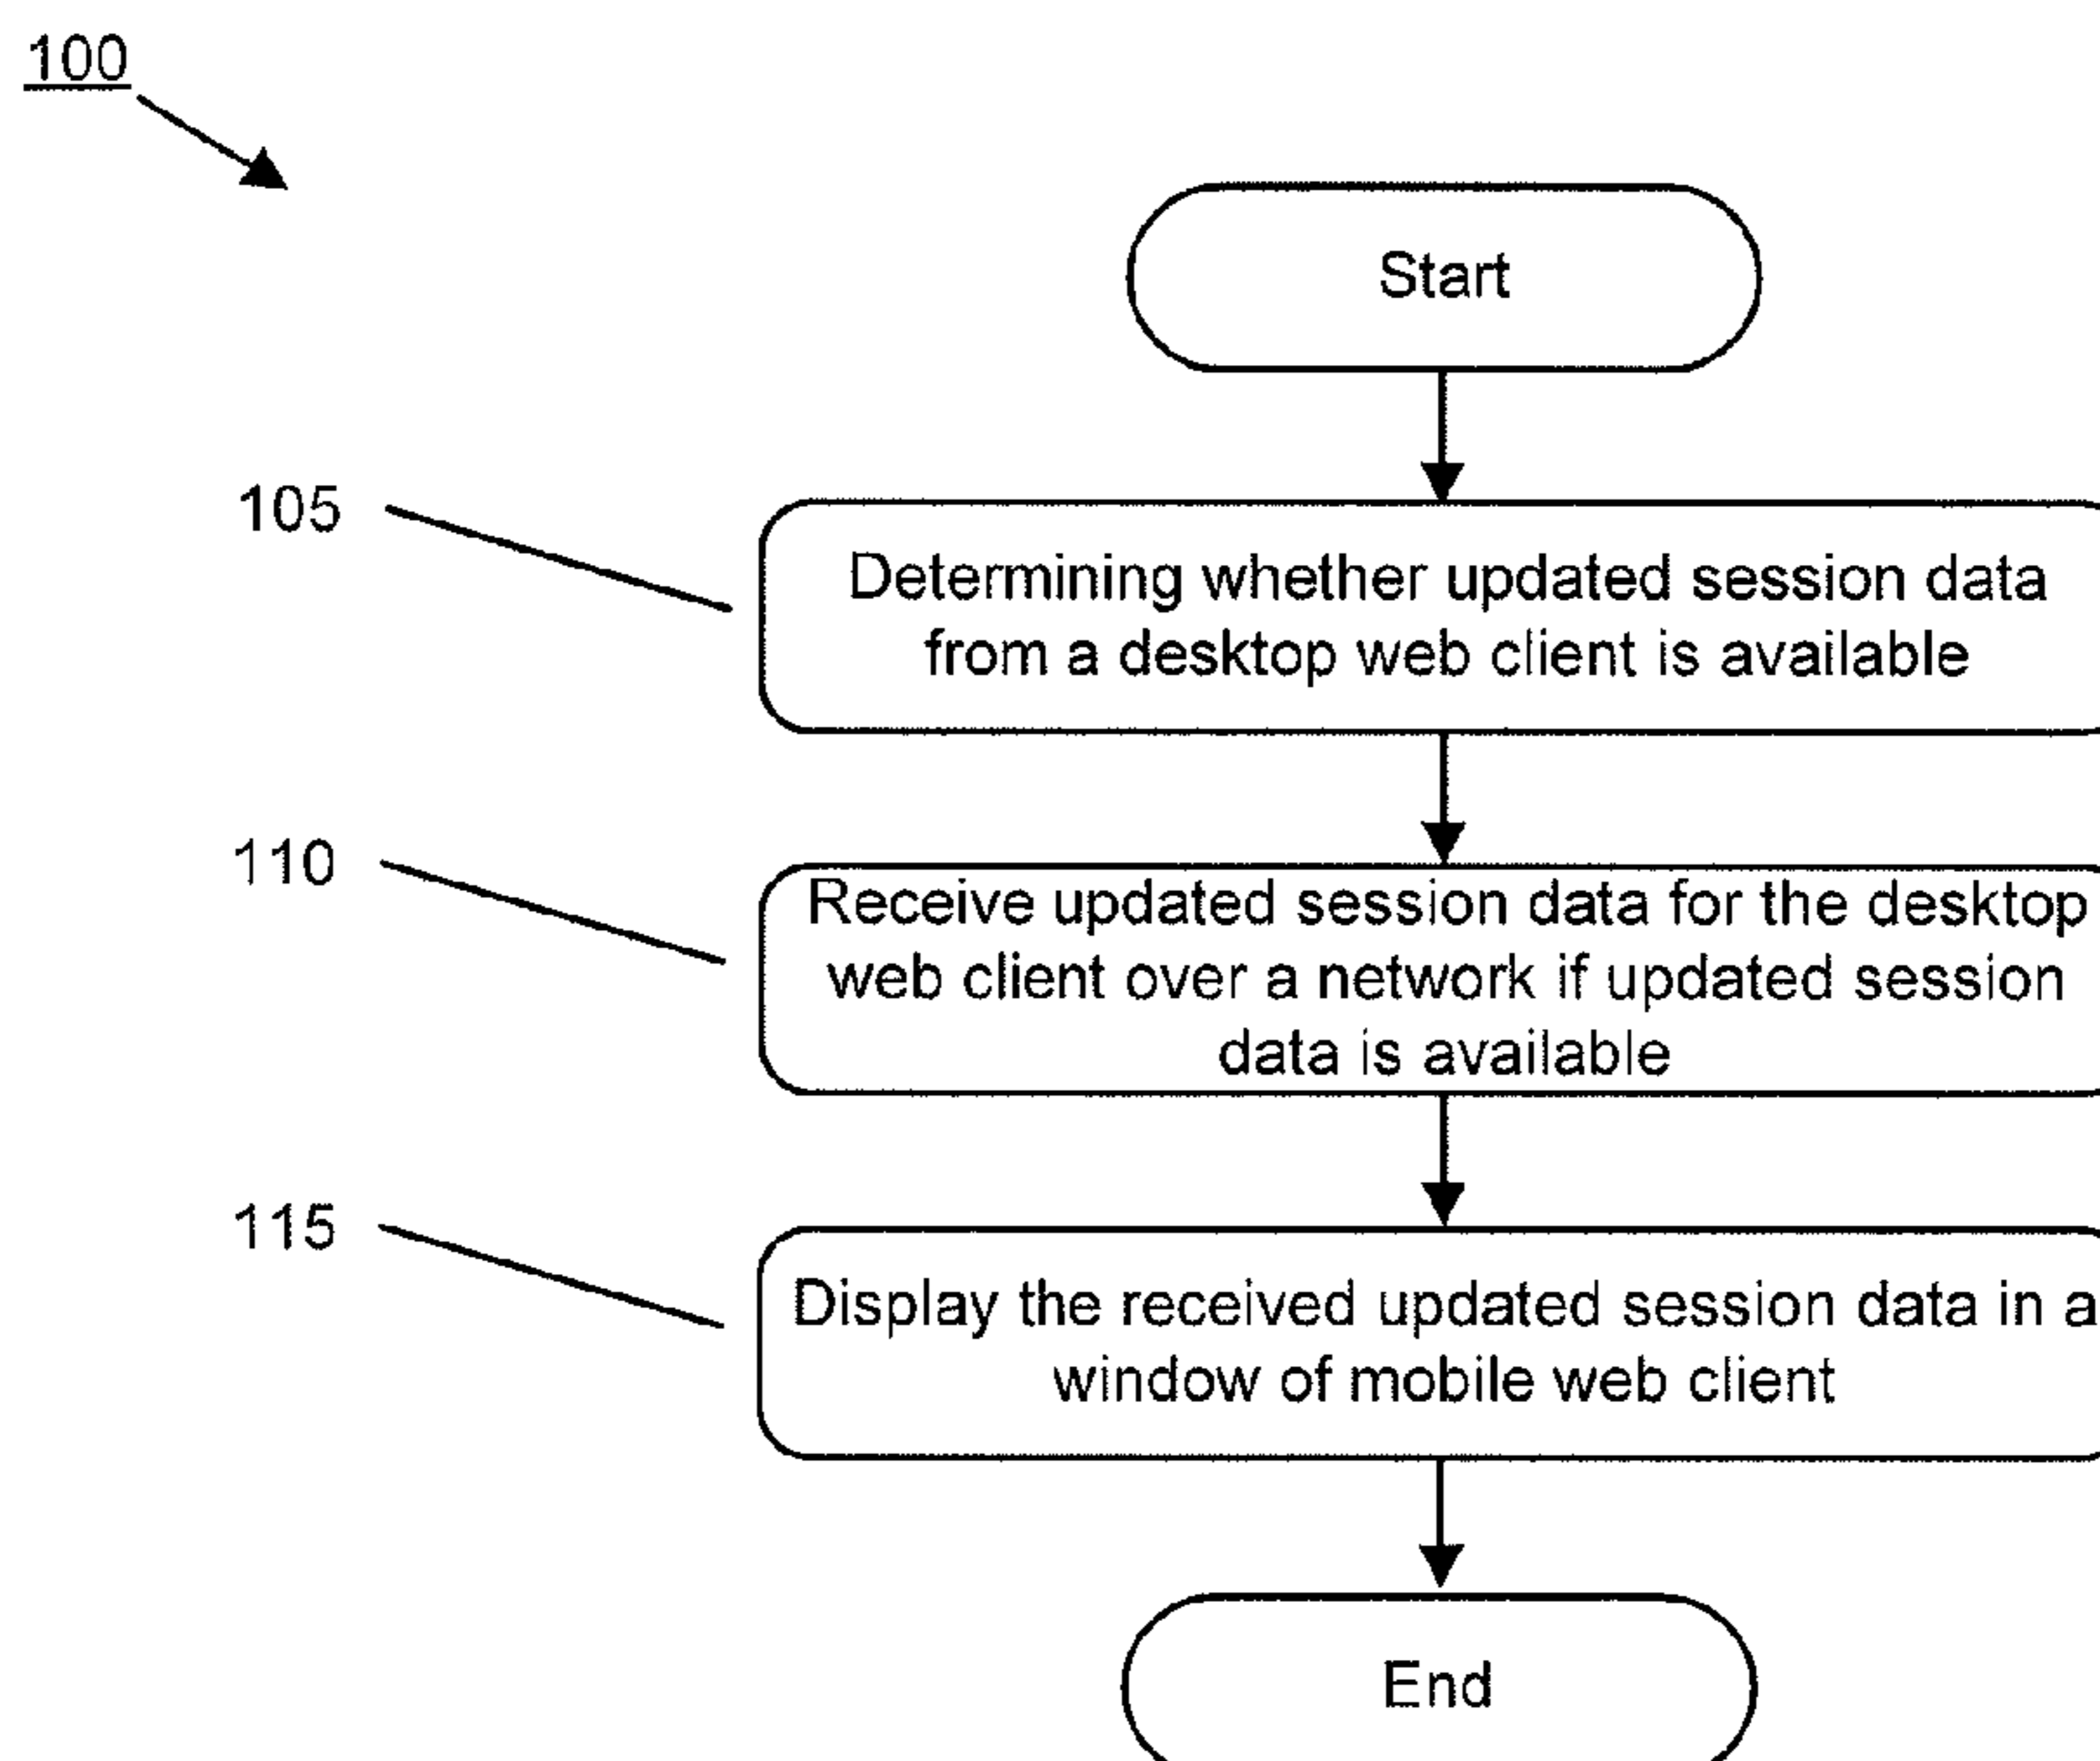 100
Start
105
Determining whether updated session data
from a desktop web client is available
110
Receive updated session data for the desktop
web client over a network if updated session
data is available
115
Display the received updated session data in a
window of mobile web client
End